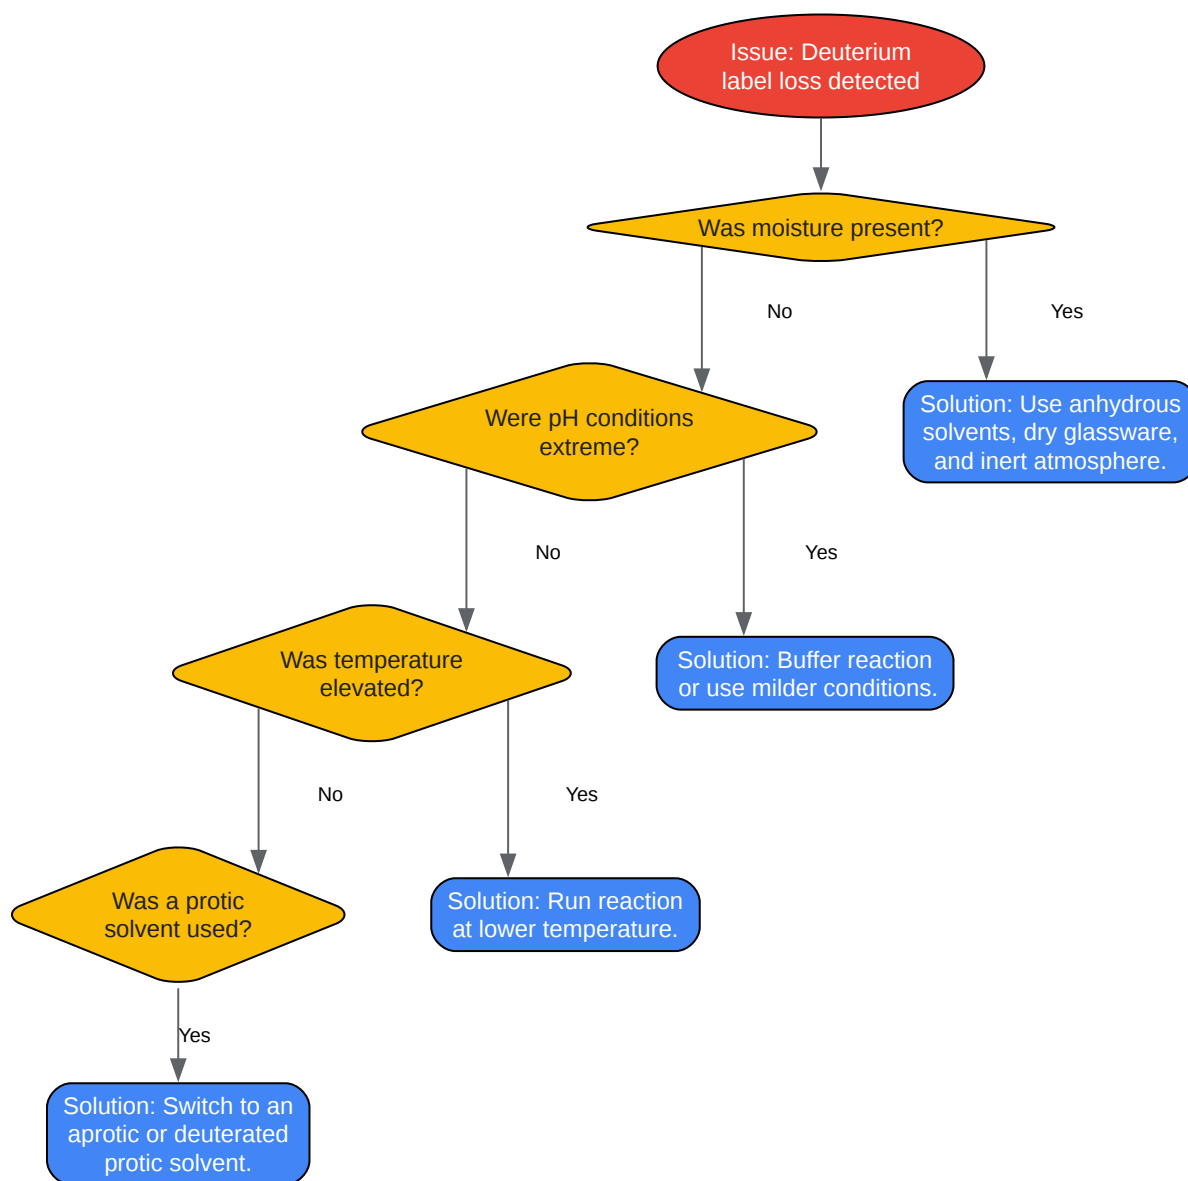 Issue: Deuterium
label loss detected
Was moisture present?
No
Yes
Were pH conditions
extreme?
Solution: Use anhydrous
solvents, dry glassware,
and inert atmosphere.
No
Yes
Was temperature
elevated?
Solution: Buffer reaction
or use milder conditions.
No
Yes
Was a protic
solvent used?
Solution: Run reaction
at lower temperature.
Yes
Solution: Switch to an
aprotic or deuterated
protic solvent.